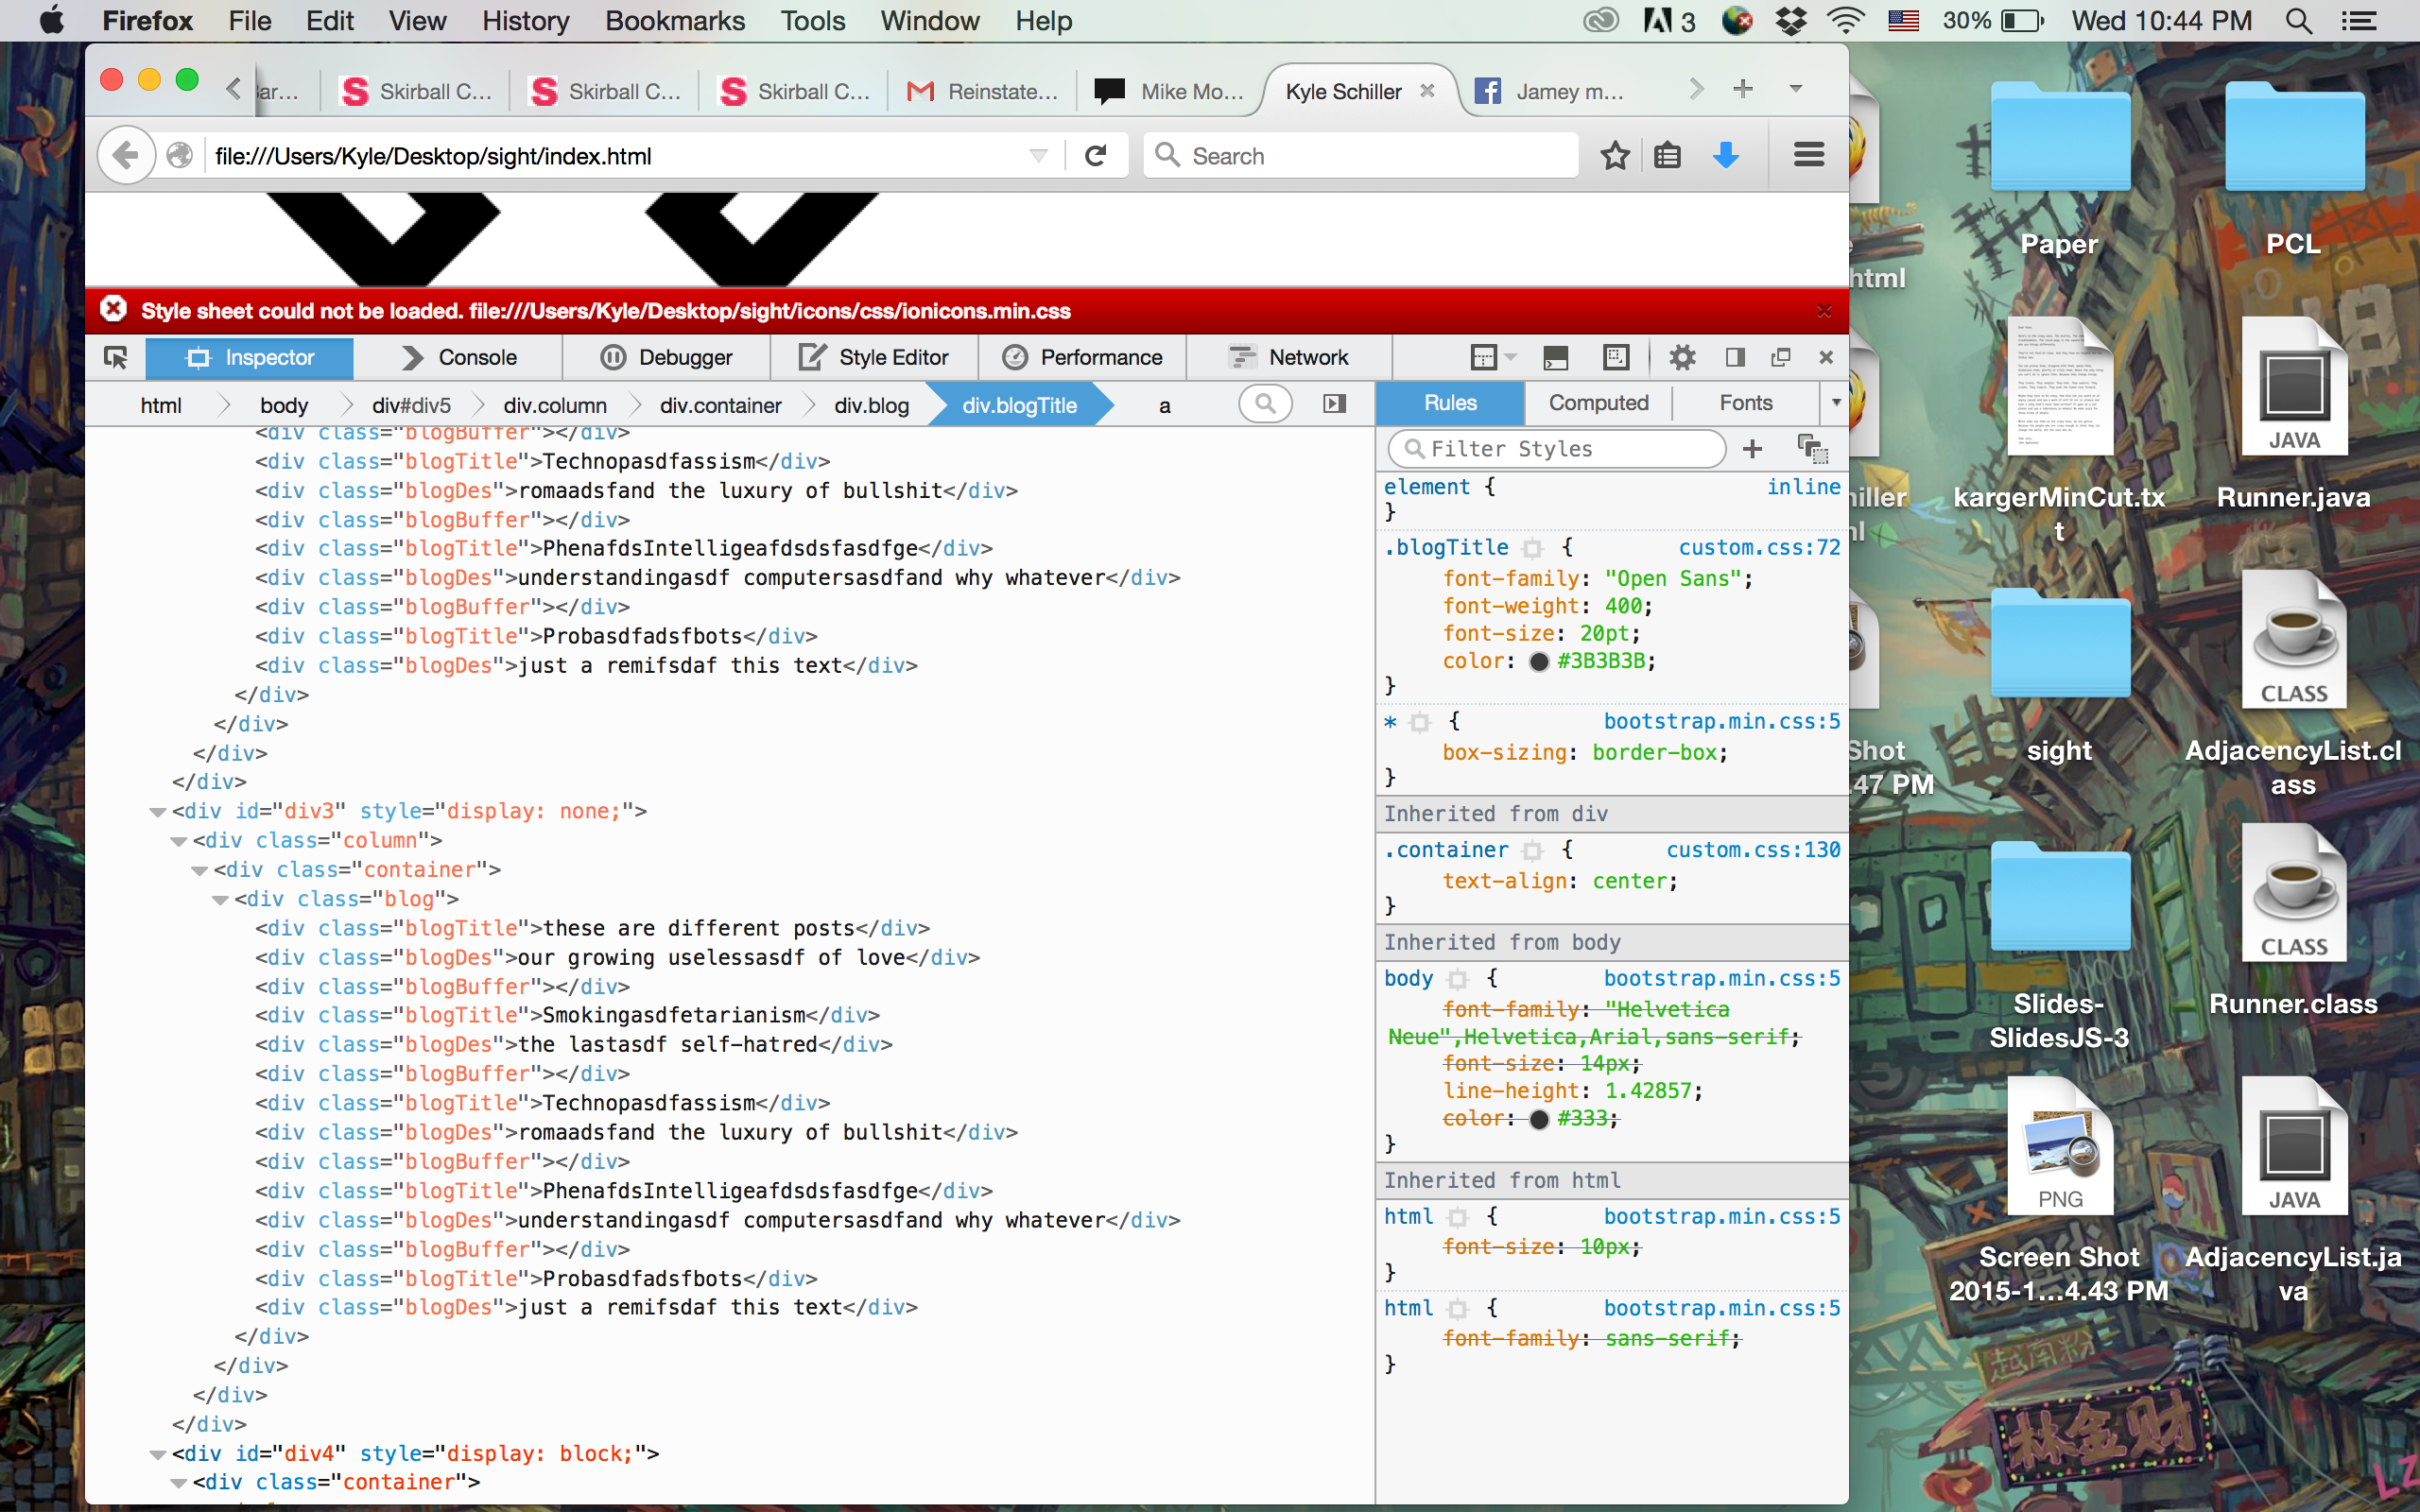 Firefox File Edit View History Bookmarks Tools Window Help 3 30% Wed 10:44 PM
ar... Skirball C... Skirball C... Skirball C... Reinstate... Mike Mo... Kyle Schiller Jamey m...
file:///Users/Kyle/Desktop/sight/index.html Search
Style sheet could not be loaded. file:///Users/Kyle/Desktop/sight/icons/css/ionicons.min.css
Inspector Console Debugger Style Editor Performance Network
html body div#div5 div.column div.container div.blog div.blogTitle a
<div class="blogBuffer"></div>
<div class="blogTitle">Technopasdfassism</div>
<div class="blogDes">romaadsfand the luxury of bullshit</div>
<div class="blogBuffer"></div>
<div class="blogTitle">PhenafdsIntelligeafdsdsfasdfge</div>
<div class="blogDes">understandingasdf computersasdfand why whatever</div>
<div class="blogBuffer"></div>
<div class="blogTitle">Probasdfadsfbots</div>
<div class="blogDes">just a remifsdaf this text</div>
</div>
</div>
</div>
</div>
<div id="div3" style="display: none;">
<div class="column">
<div class="container">
<div class="blog">
<div class="blogTitle">these are different posts</div>
<div class="blogDes">our growing uselessasdf of love</div>
<div class="blogBuffer"></div>
<div class="blogTitle">Smokingasdfetarianism</div>
<div class="blogDes">the lastasdf self-hatred</div>
<div class="blogBuffer"></div>
<div class="blogTitle">Technopasdfassism</div>
<div class="blogDes">romaadsfand the luxury of bullshit</div>
<div class="blogBuffer"></div>
<div class="blogTitle">PhenafdsIntelligeafdsdsfasdfge</div>
<div class="blogDes">understandingasdf computersasdfand why whatever</div>
<div class="blogBuffer"></div>
<div class="blogTitle">Probasdfadsfbots</div>
<div class="blogDes">just a remifsdaf this text</div>
</div>
</div>
</div>
</div>
<div id="div4" style="display: block;">
<div class="container">
Rules Computed Fonts
Filter Styles
element { inline
}
.blogTitle { custom.css:72
font-family: "Open Sans";
font-weight: 400;
font-size: 20pt;
color: #3B3B3B;
}
* { bootstrap.min.css:5
box-sizing: border-box;
}
Inherited from div
.container { custom.css:130
text-align: center;
}
Inherited from body
body { bootstrap.min.css:5
font-family: "Helvetica
Neue",Helvetica,Arial,sans-serif;
font-size: 14px;
line-height: 1.42857;
color: #333;
}
Inherited from html
html { bootstrap.min.css:5
font-size: 10px;
}
html { bootstrap.min.css:5
font-family: sans-serif;
}
html
Paper
PCL
JAVA
iller
kargerMinCut.tx
t
Runner.java
CLASS
Shot
.47 PM
sight
AdjacencyList.cl
ass
CLASS
Slides-
SlidesJS-3
Runner.class
PNG
JAVA
Screen Shot
2015-1...4.43 PM
AdjacencyList.ja
va
越南粉
林金财
LZ